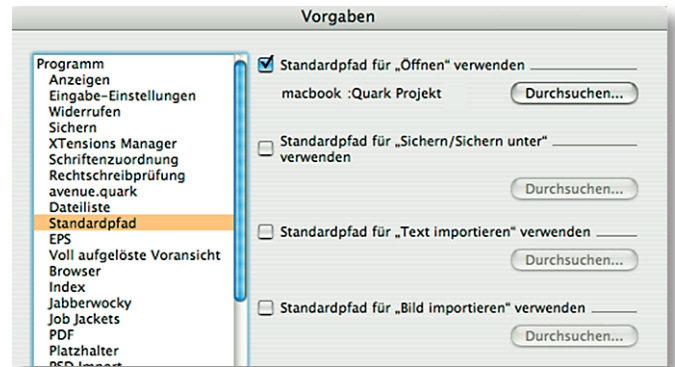 Vorgaben
Programm
Anzeigen
Eingabe-Einstellungen
Widerrufen
Sichern
XTensions Manager
Schriftenzuordnung
Rechtschreibprüfung
avenue.quark
Dateiliste
Standardpfad
EPS
Voll aufgelöste Voransicht
Browser
Index
Jabberwocky
Job Jackets
PDF
Platzhalter
PSD Import
Standardpfad für „Öffnen“ verwenden
macbook :Quark Projekt
Durchsuchen...
Standardpfad für „Sichern/Sichern unter“
verwenden
Durchsuchen...
Standardpfad für „Text importieren“ verwenden
Durchsuchen...
Standardpfad für „Bild importieren“ verwenden
Durchsuchen...